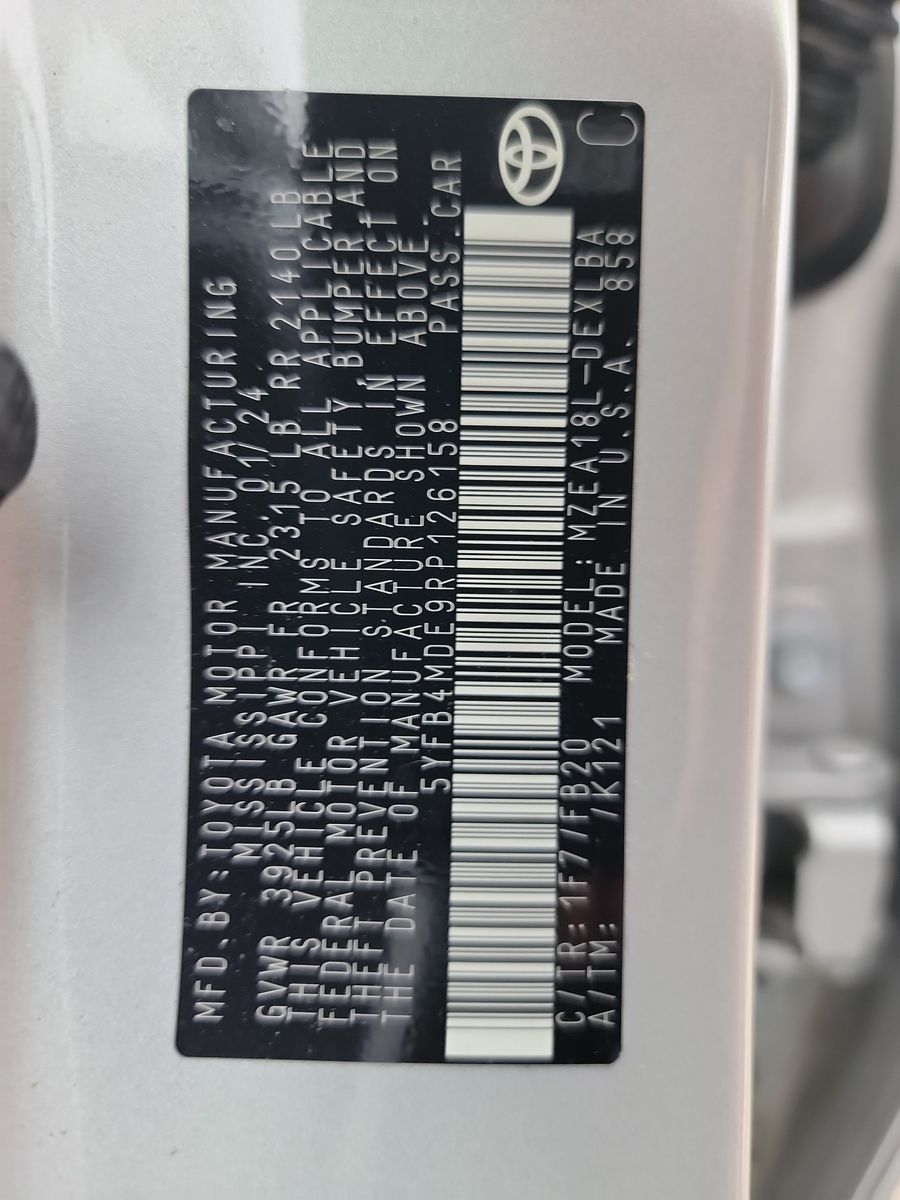 MFD.BY:TOYOTA MOTOR MANUFACTURING
MISSISSIPPI INC. 01/24
GVWR 3925LB GAWR FR 2315 LB RR 2140LB
THIS VEHICLE CONFORMS TO ALL APPLICABLE
FEDERAL MOTOR VEHICLE SAFETY BUMPER,AND
THEFT PREVENTION STANDARDS IN EFFECT ON
THE DATE OF MANUFACTURE SHOWN ABOVE.
5YFB4MDE9RP126158 PASS.CAR
C/TR:1F7/FB20 MODEL:MZEA18L-DEXLBA
A/TM: /K121 MADE IN U.S.A. 858
C